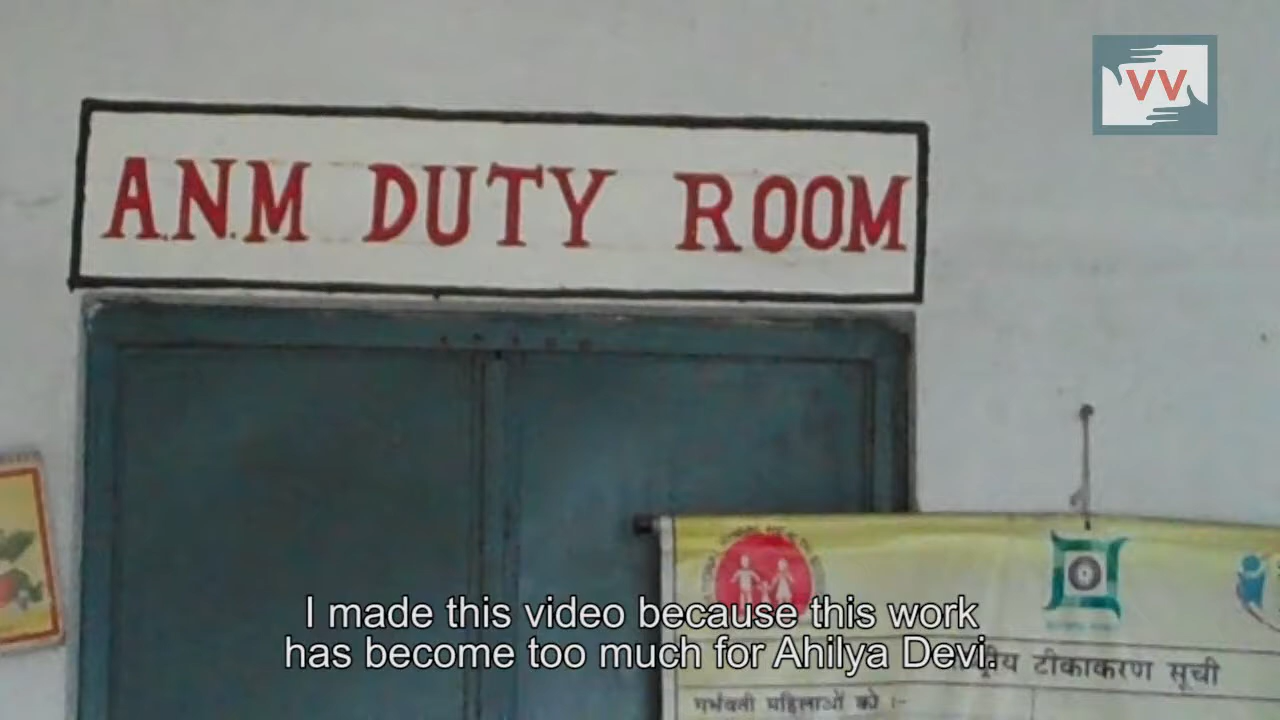 VV
A.N.M DUTY ROOM
I made this video because this work
has become too much for Ahilya Devi.
टीकाकरण सूची
गर्भवती महिलाओं को :-